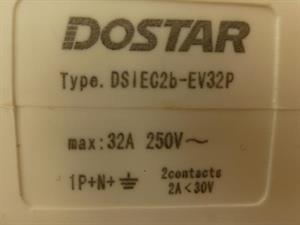 DOSTAR
Type. DSIEC2b-EV32P
max:32A 250V～
1P+N+⏚
2contacts
2A<30V